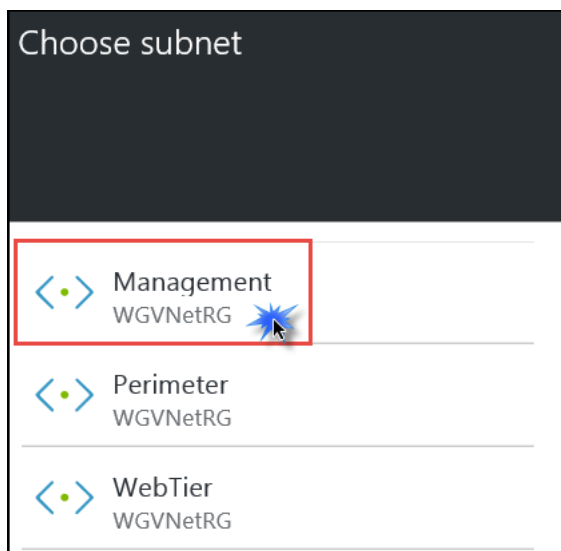 Choose subnet
Management
WGVNetRG
Perimeter
WGVNetRG
WebTier
WGVNetRG